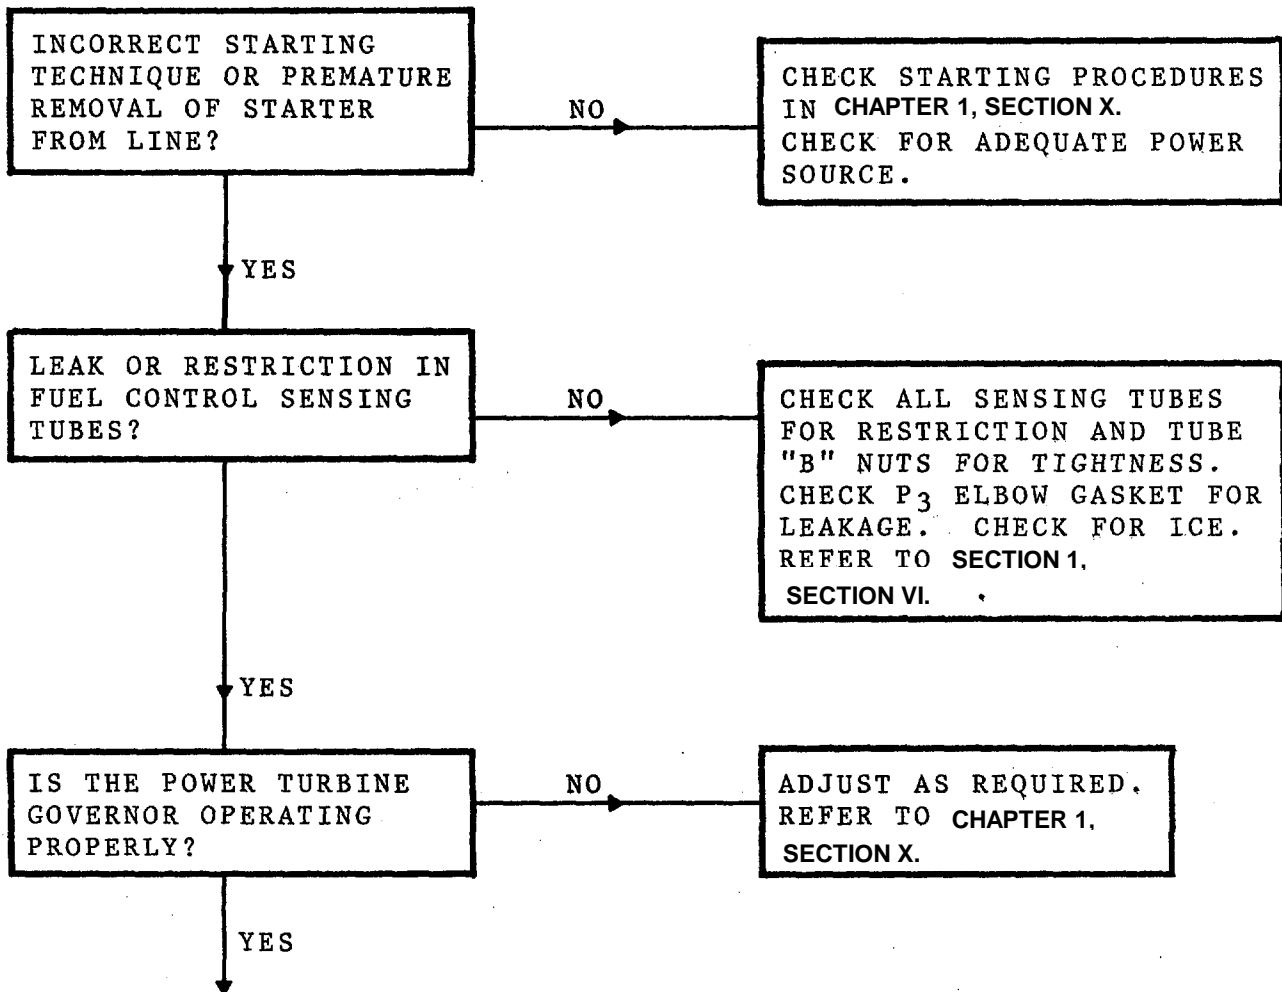 INCORRECT STARTING
TECHNIQUE OR PREMATURE
REMOVAL OF STARTER
FROM LINE?
NO
CHECK STARTING PROCEDURES
IN CHAPTER 1, SECTION X.
CHECK FOR ADEQUATE POWER
SOURCE.
YES
LEAK OR RESTRICTION IN
FUEL CONTROL SENSING
TUBES?
NO
CHECK ALL SENSING TUBES
FOR RESTRICTION AND TUBE
"B" NUTS FOR TIGHTNESS.
CHECK P3 ELBOW GASKET FOR
LEAKAGE. CHECK FOR ICE.
REFER TO SECTION 1,
SECTION VI.
YES
IS THE POWER TURBINE
GOVERNOR OPERATING
PROPERLY?
NO
ADJUST AS REQUIRED.
REFER TO CHAPTER 1,
SECTION X.
YES